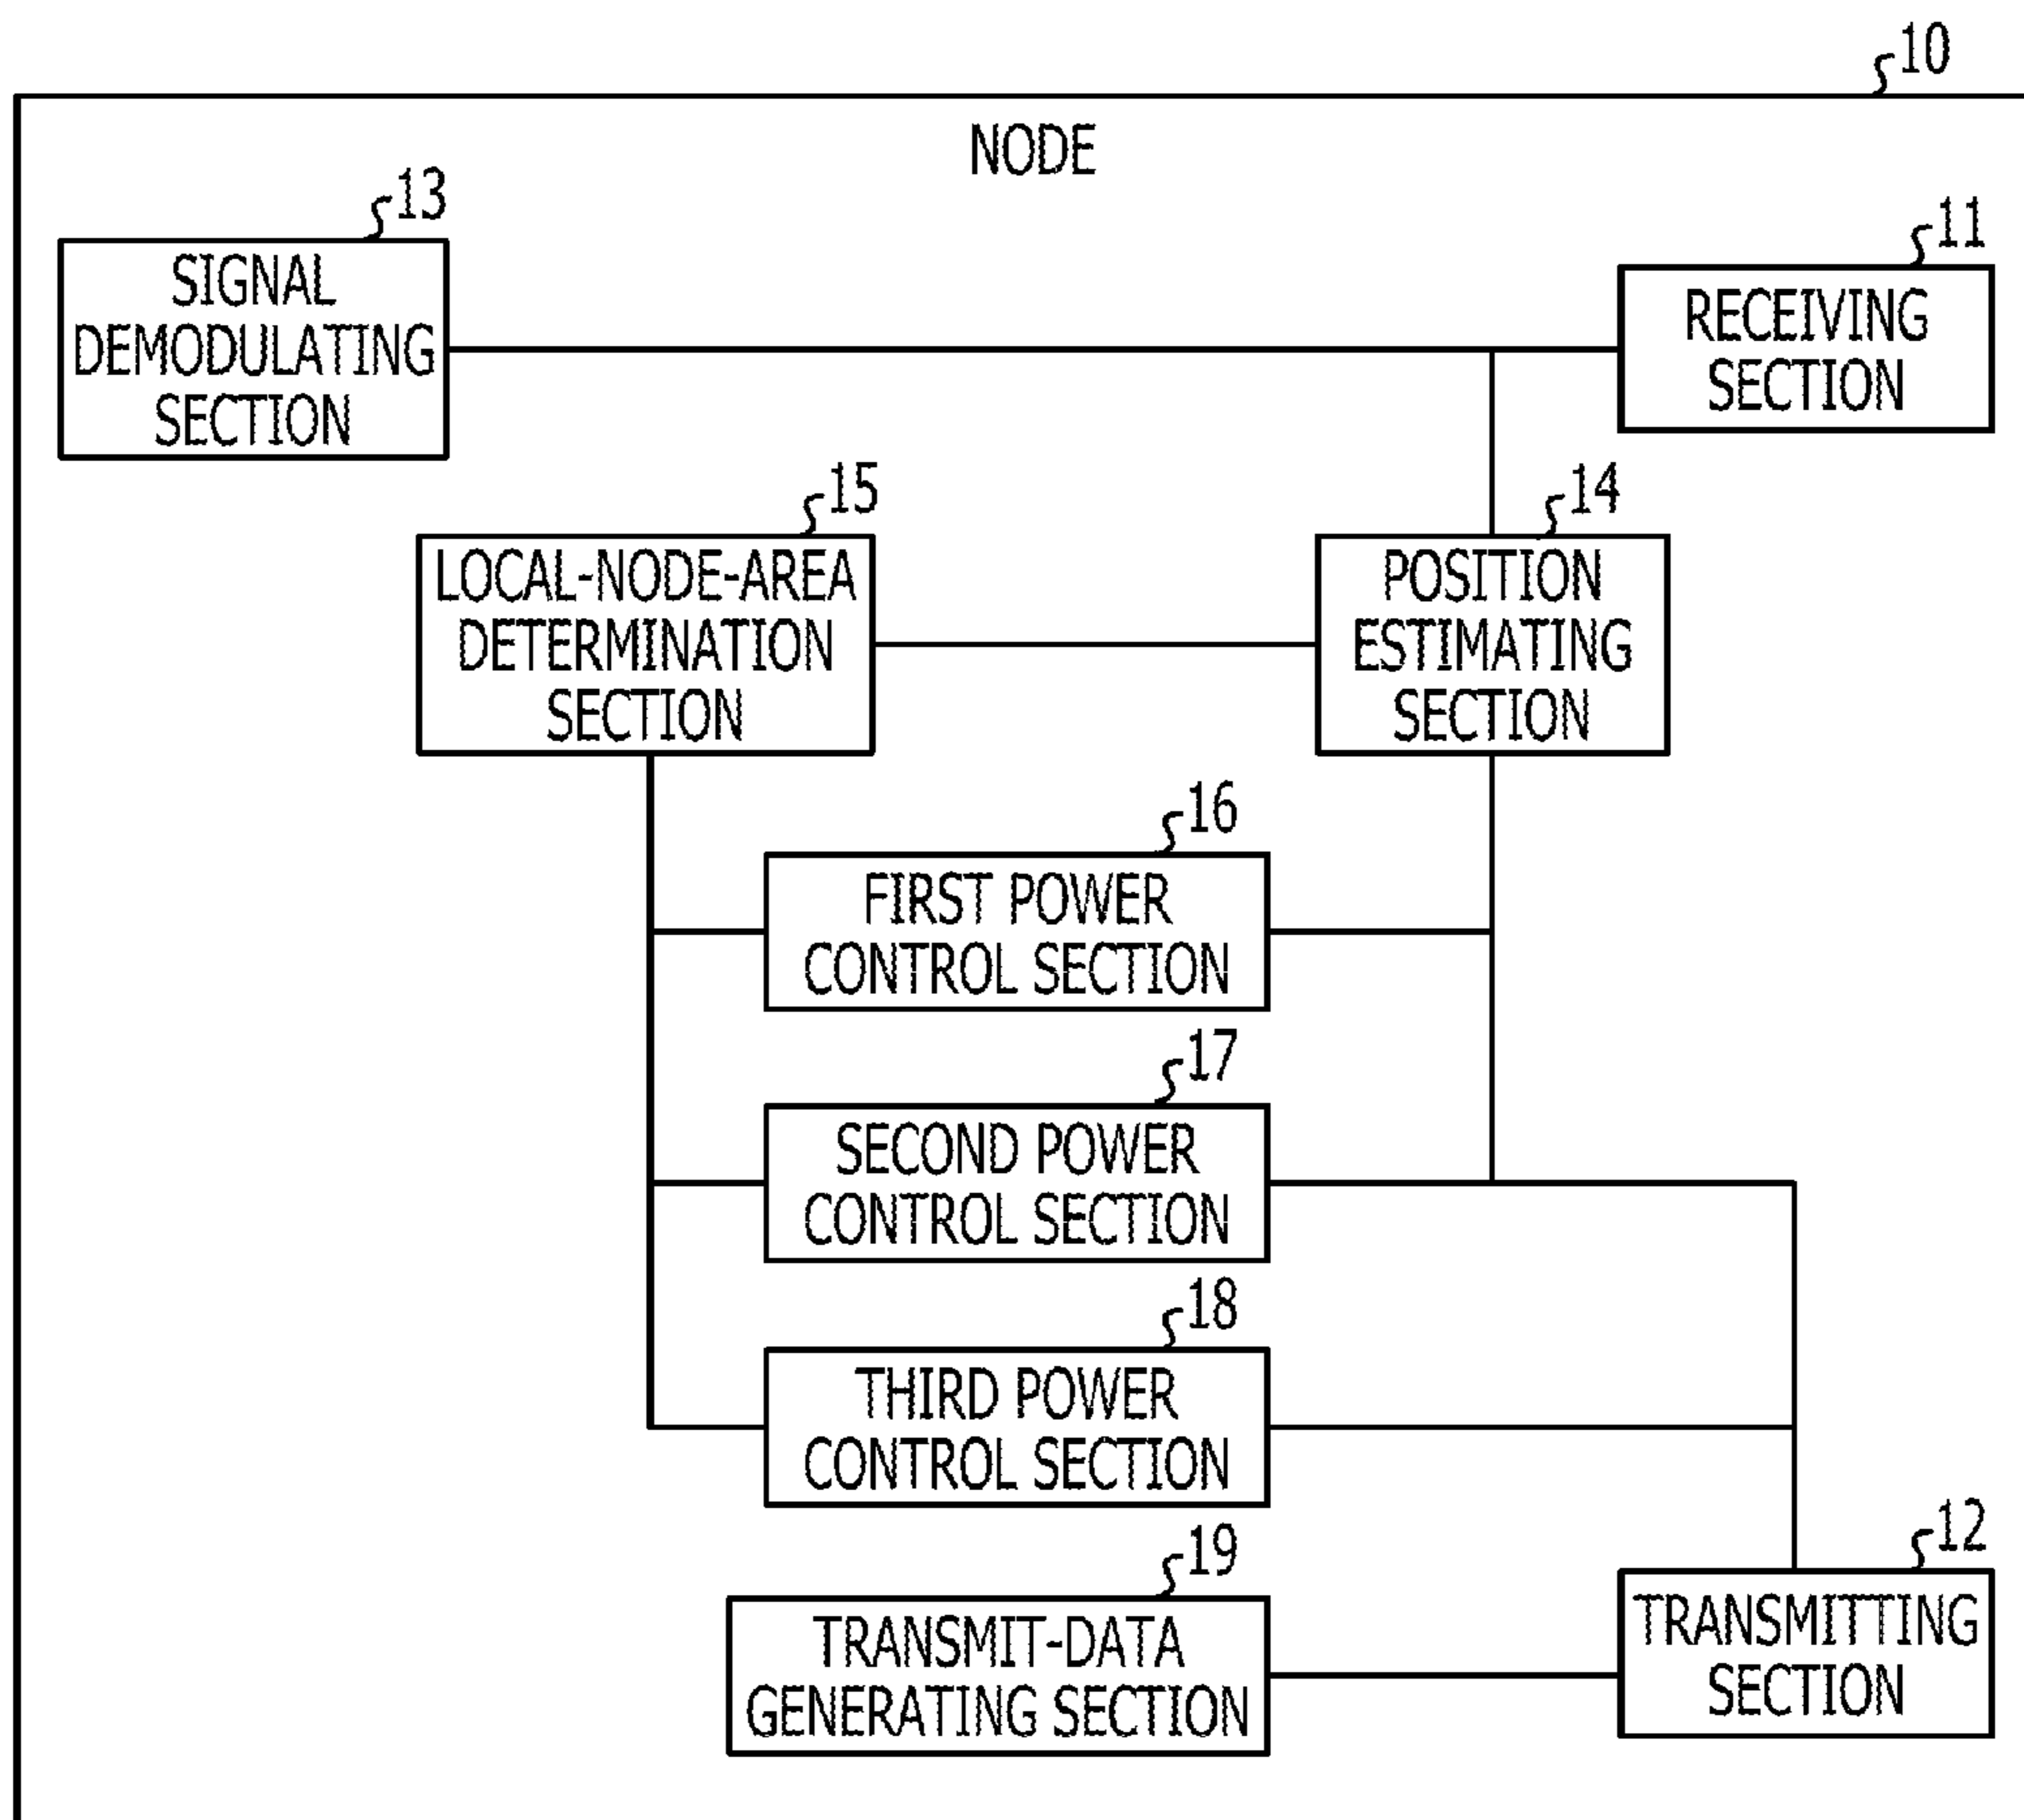 10
NODE
13
SIGNAL
DEMODULATING
SECTION
11
RECEIVING
SECTION
15
LOCAL-NODE-AREA
DETERMINATION
SECTION
14
POSITION
ESTIMATING
SECTION
16
FIRST POWER
CONTROL SECTION
17
SECOND POWER
CONTROL SECTION
18
THIRD POWER
CONTROL SECTION
19
TRANSMIT-DATA
GENERATING SECTION
12
TRANSMITTING
SECTION